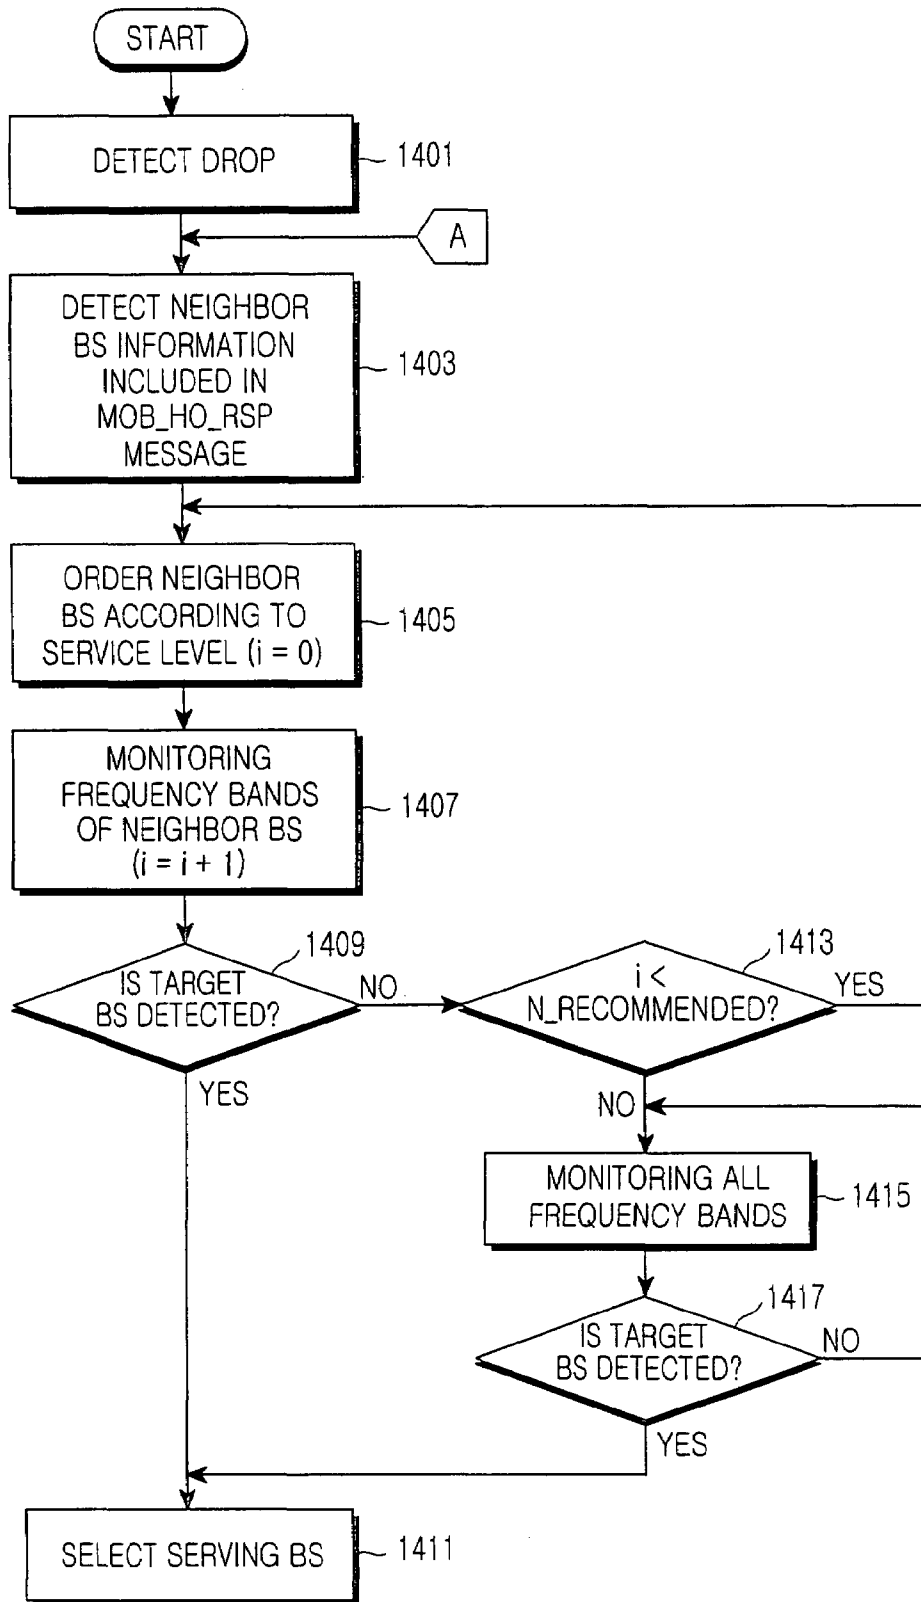 START
DETECT DROP
1401
A
DETECT NEIGHBOR
BS INFORMATION
INCLUDED IN
MOB_HO_RSP
MESSAGE
1403
ORDER NEIGHBOR
BS ACCORDING TO
SERVICE LEVEL (i = 0)
1405
MONITORING
FREQUENCY BANDS
OF NEIGHBOR BS
(i = i + 1)
1407
1409
IS TARGET
BS DETECTED?
NO
YES
1413
i <
N_RECOMMENDED?
YES
NO
MONITORING ALL
FREQUENCY BANDS
1415
1417
IS TARGET
BS DETECTED?
NO
YES
SELECT SERVING BS
1411